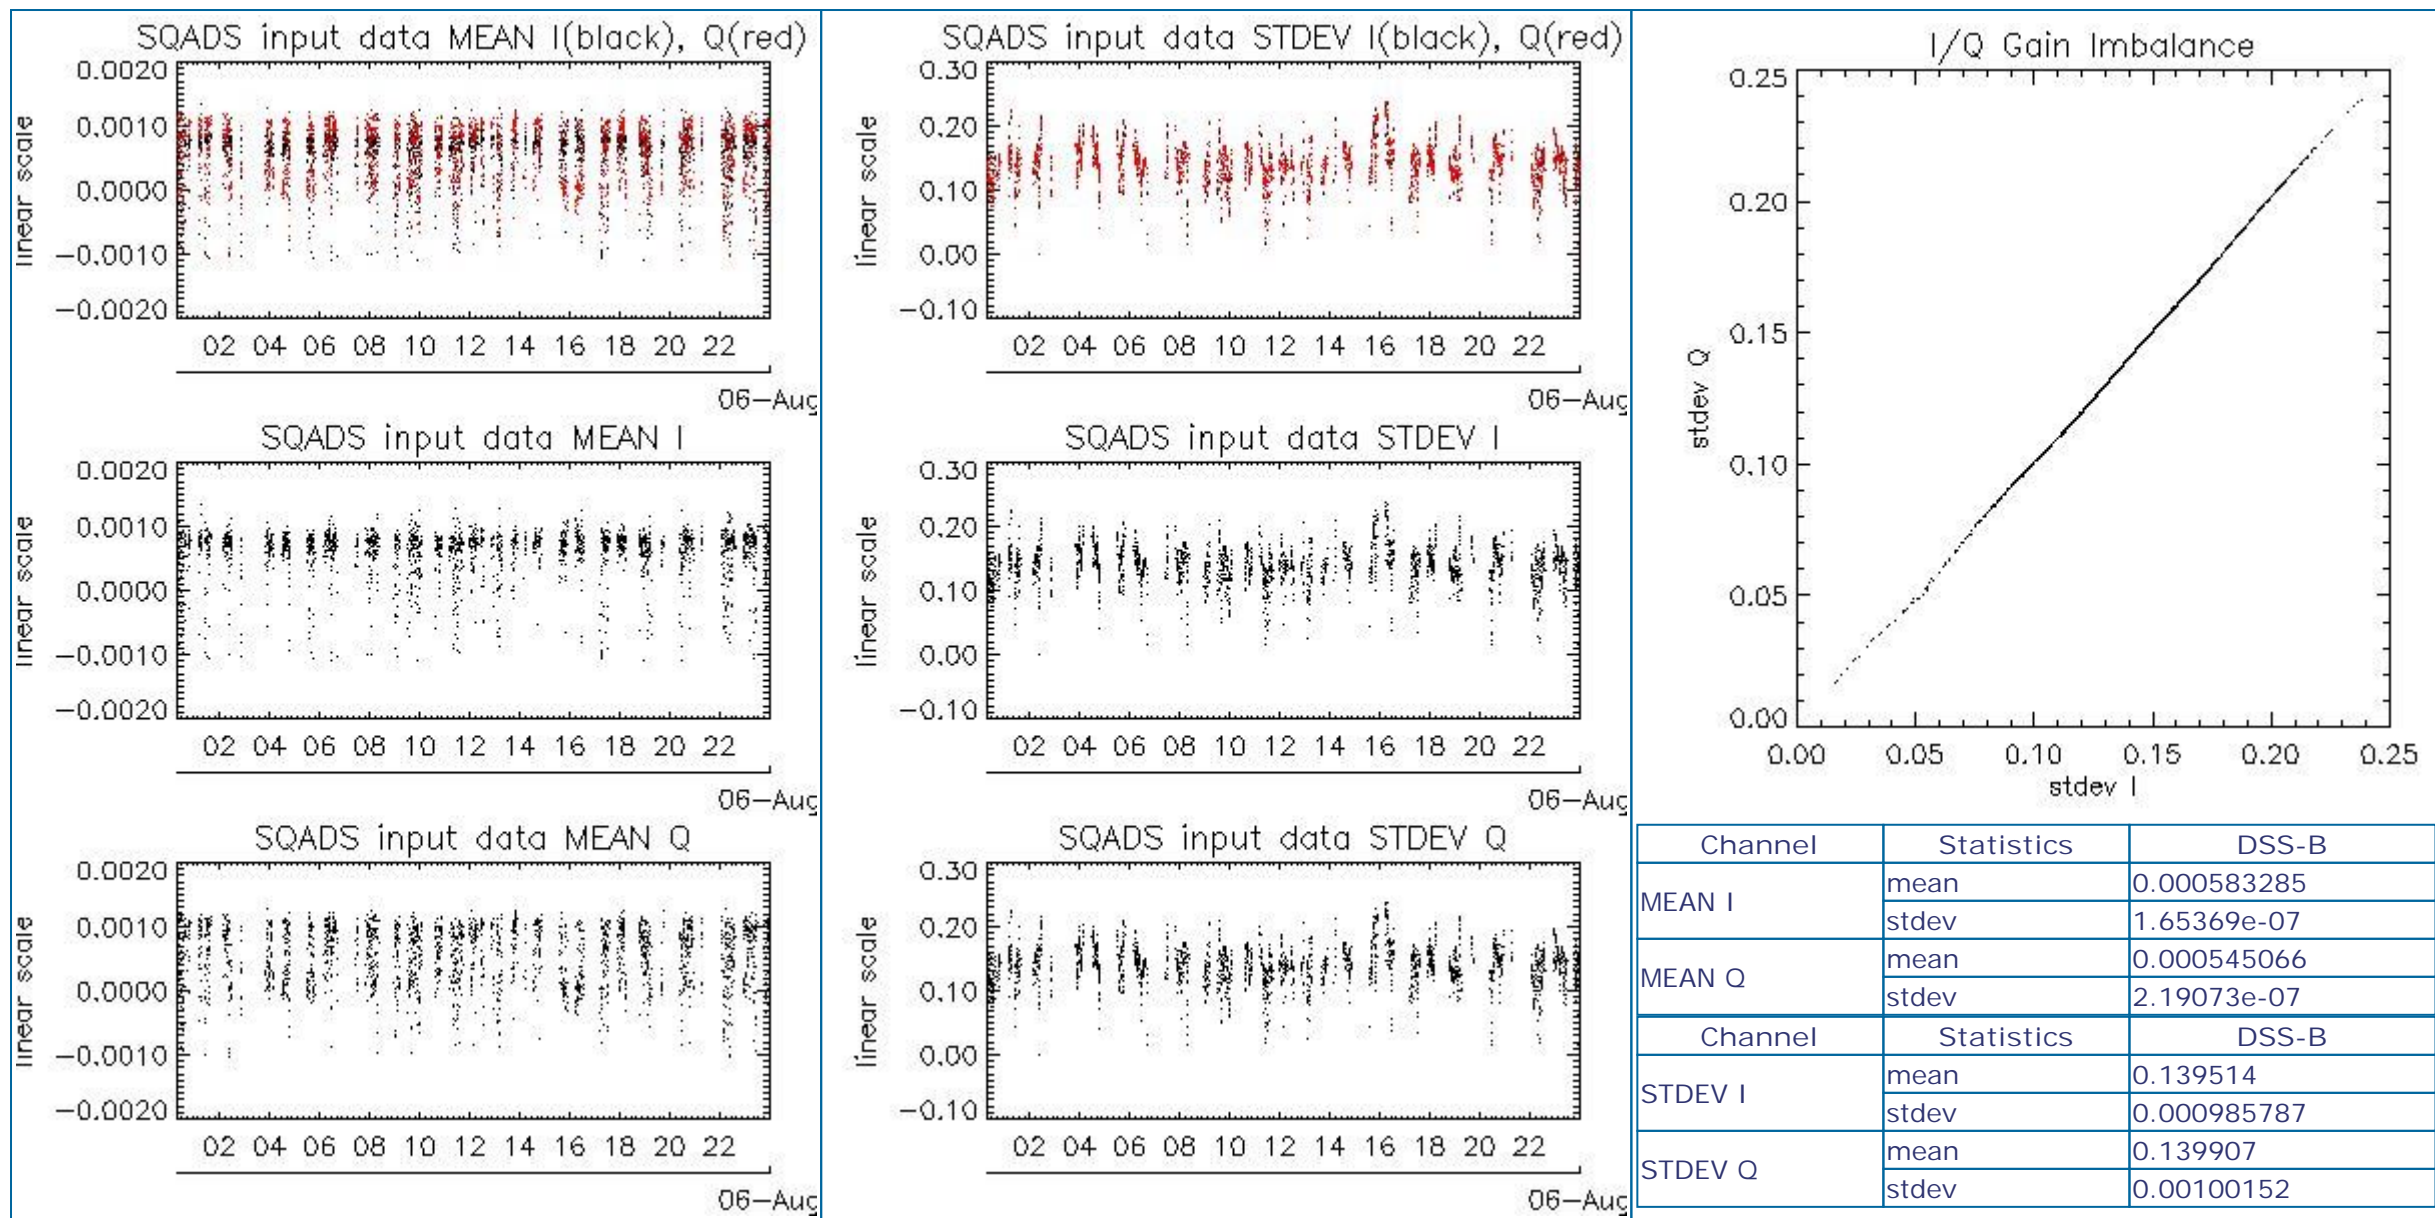 SQADS input data MEAN I(black), Q(red)
0.0020
0.0010
0.0000
−0.0010
−0.0020
linear scale
02 04 06 08 10 12 14 16 18 20 22
06−Aug
SQADS input data MEAN I
0.0020
0.0010
0.0000
−0.0010
−0.0020
linear scale
02 04 06 08 10 12 14 16 18 20 22
06−Aug
SQADS input data MEAN Q
0.0020
0.0010
0.0000
−0.0010
−0.0020
linear scale
02 04 06 08 10 12 14 16 18 20 22
06−Aug
SQADS input data STDEV I(black), Q(red)
0.30
0.20
0.10
0.00
−0.10
linear scale
02 04 06 08 10 12 14 16 18 20 22
06−Aug
SQADS input data STDEV I
0.30
0.20
0.10
0.00
−0.10
linear scale
02 04 06 08 10 12 14 16 18 20 22
06−Aug
SQADS input data STDEV Q
0.30
0.20
0.10
0.00
−0.10
linear scale
02 04 06 08 10 12 14 16 18 20 22
06−Aug
I/Q Gain Imbalance
0.25
0.20
0.15
0.10
0.05
0.00
stdev Q
0.00 0.05 0.10 0.15 0.20 0.25
stdev I
Channel Statistics DSS-B
MEAN I mean 0.000583285
stdev 1.65369e-07
MEAN Q mean 0.000545066
stdev 2.19073e-07
Channel Statistics DSS-B
STDEV I mean 0.139514
stdev 0.000985787
STDEV Q mean 0.139907
stdev 0.00100152